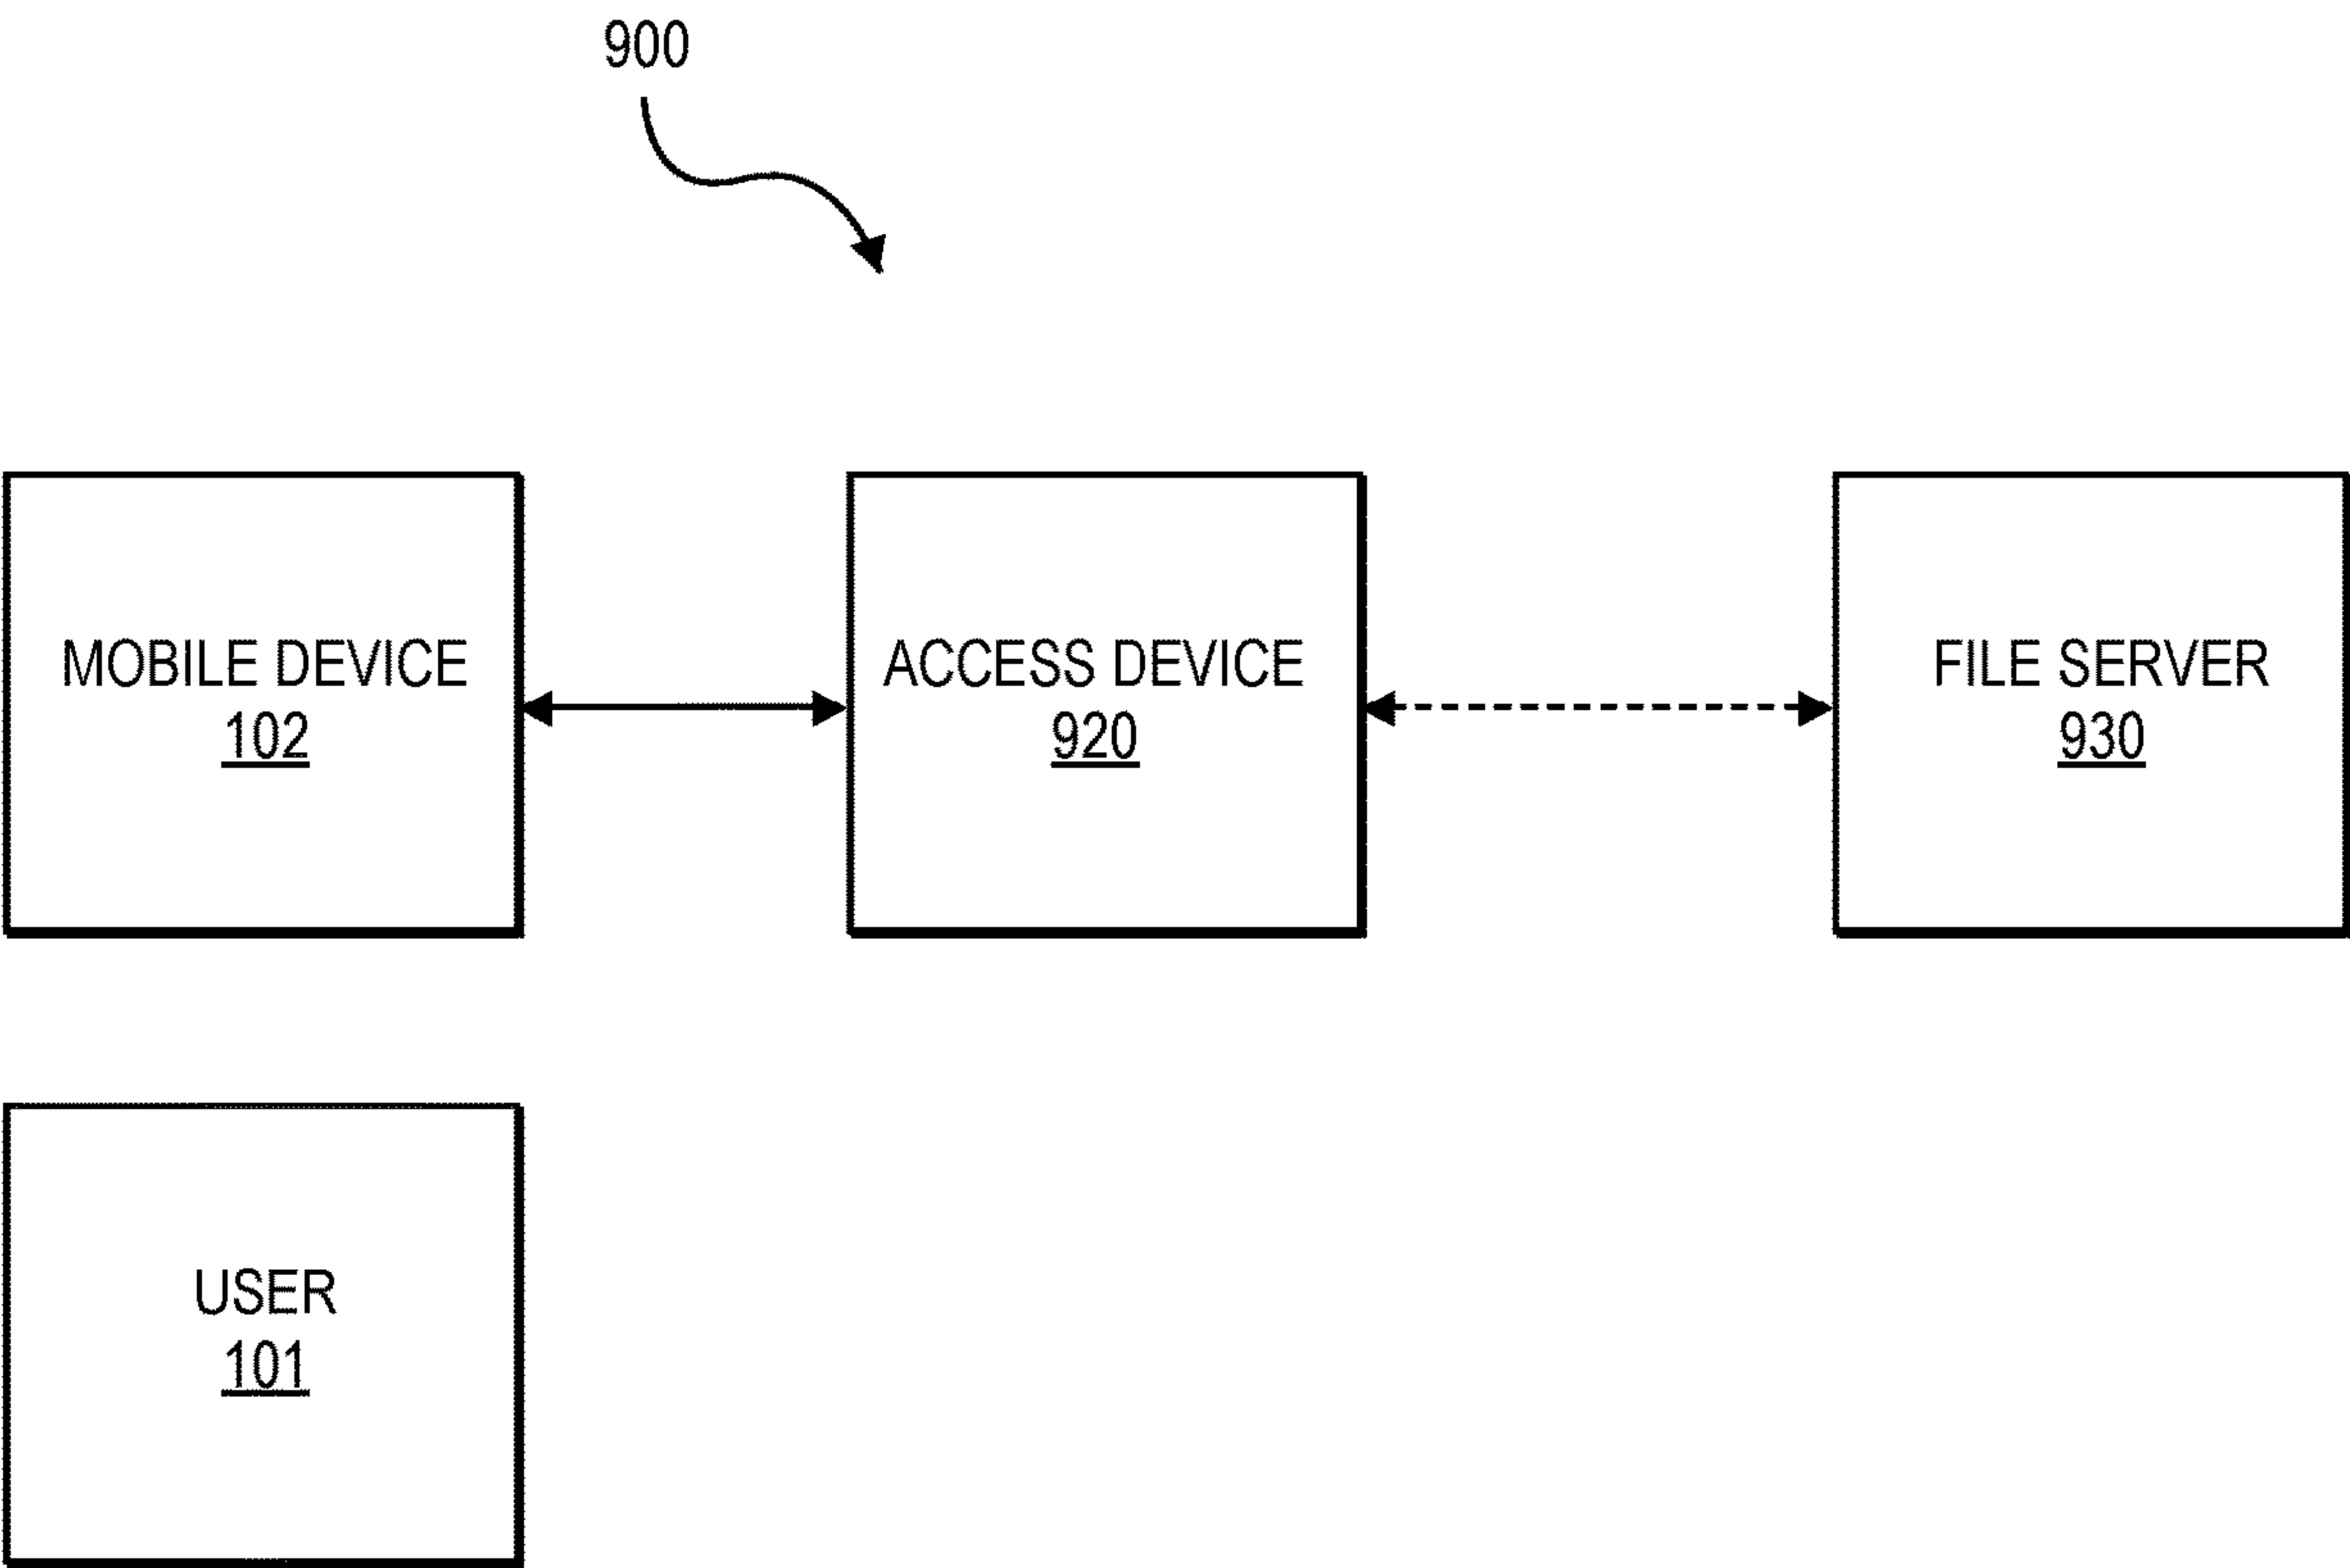 900
MOBILE DEVICE
102
ACCESS DEVICE
920
FILE SERVER
930
USER
101